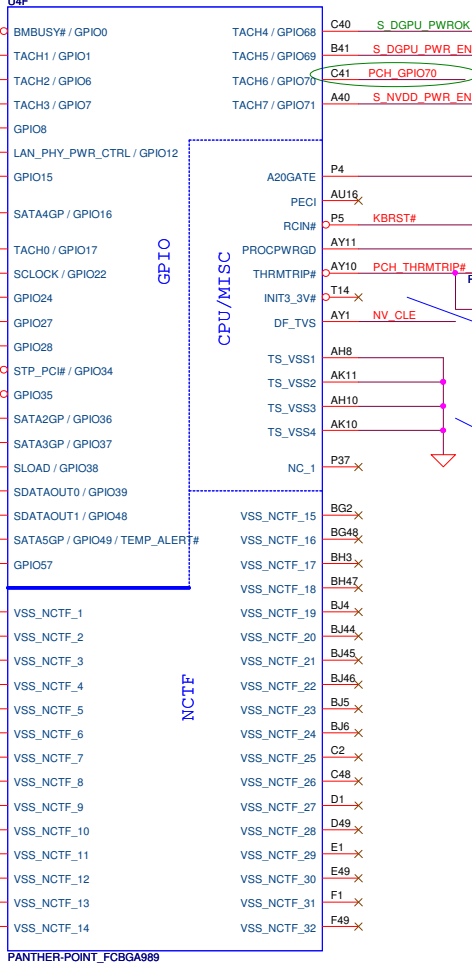 U4F
BMBUSY# / GPIO0
TACH1 / GPIO1
TACH2 / GPIO6
TACH3 / GPIO7
GPIO8
LAN_PHY_PWR_CTRL / GPIO12
GPIO15
SATA4GP / GPIO16
TACH0 / GPIO17
SCLOCK / GPIO22
GPIO24
GPIO27
GPIO28
STP_PCI# / GPIO34
GPIO35
SATA2GP / GPIO36
SATA3GP / GPIO37
SLOAD / GPIO38
SDATAOUT0 / GPIO39
SDATAOUT1 / GPIO48
SATA5GP / GPIO49 / TEMP_ALERT#
GPIO57
VSS_NCTF_1
VSS_NCTF_2
VSS_NCTF_3
VSS_NCTF_4
VSS_NCTF_5
VSS_NCTF_6
VSS_NCTF_7
VSS_NCTF_8
VSS_NCTF_9
VSS_NCTF_10
VSS_NCTF_11
VSS_NCTF_12
VSS_NCTF_13
VSS_NCTF_14
GPIO
CPU/MISC
NCTF
TACH4 / GPIO68 C40 S_DGPU_PWROK
TACH5 / GPIO69 B41 S_DGPU_PWR_EN
TACH6 / GPIO70 C41 PCH_GPIO70
TACH7 / GPIO71 A40 S_NVDD_PWR_EN
A20GATE P4
PECI AU16
RCIN# P5 KBRST#
PROCPWRGD AY11
THRMTRIP# AY10 PCH_THRMTRIP#
INIT3_3V# T14
DF_TVS AY1 NV_CLE
TS_VSS1 AH8
TS_VSS2 AK11
TS_VSS3 AH10
TS_VSS4 AK10
NC_1 P37
VSS_NCTF_15 BG2
VSS_NCTF_16 BG48
VSS_NCTF_17 BH3
VSS_NCTF_18 BH47
VSS_NCTF_19 BJ4
VSS_NCTF_20 BJ44
VSS_NCTF_21 BJ45
VSS_NCTF_22 BJ46
VSS_NCTF_23 BJ5
VSS_NCTF_24 BJ6
VSS_NCTF_25 C2
VSS_NCTF_26 C48
VSS_NCTF_27 D1
VSS_NCTF_28 D49
VSS_NCTF_29 E1
VSS_NCTF_30 E49
VSS_NCTF_31 F1
VSS_NCTF_32 F49
PANTHER-POINT_FCBGA989